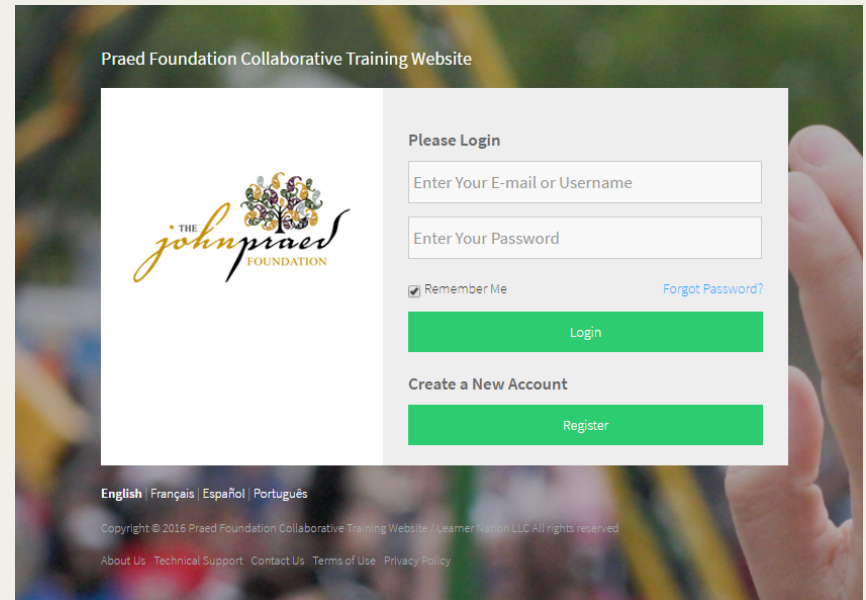 Praed Foundation Collaborative Training Website
THE
johnpraed
FOUNDATION
Please Login
Enter Your E-mail or Username
Enter Your Password
Remember Me
Forgot Password?
Login
Create a New Account
Register
English | Français | Español | Português
Copyright © 2016 Praed Foundation Collaborative Training Website / Learner Nation LLC All rights reserved
About Us Technical Support Contact Us Terms of Use Privacy Policy